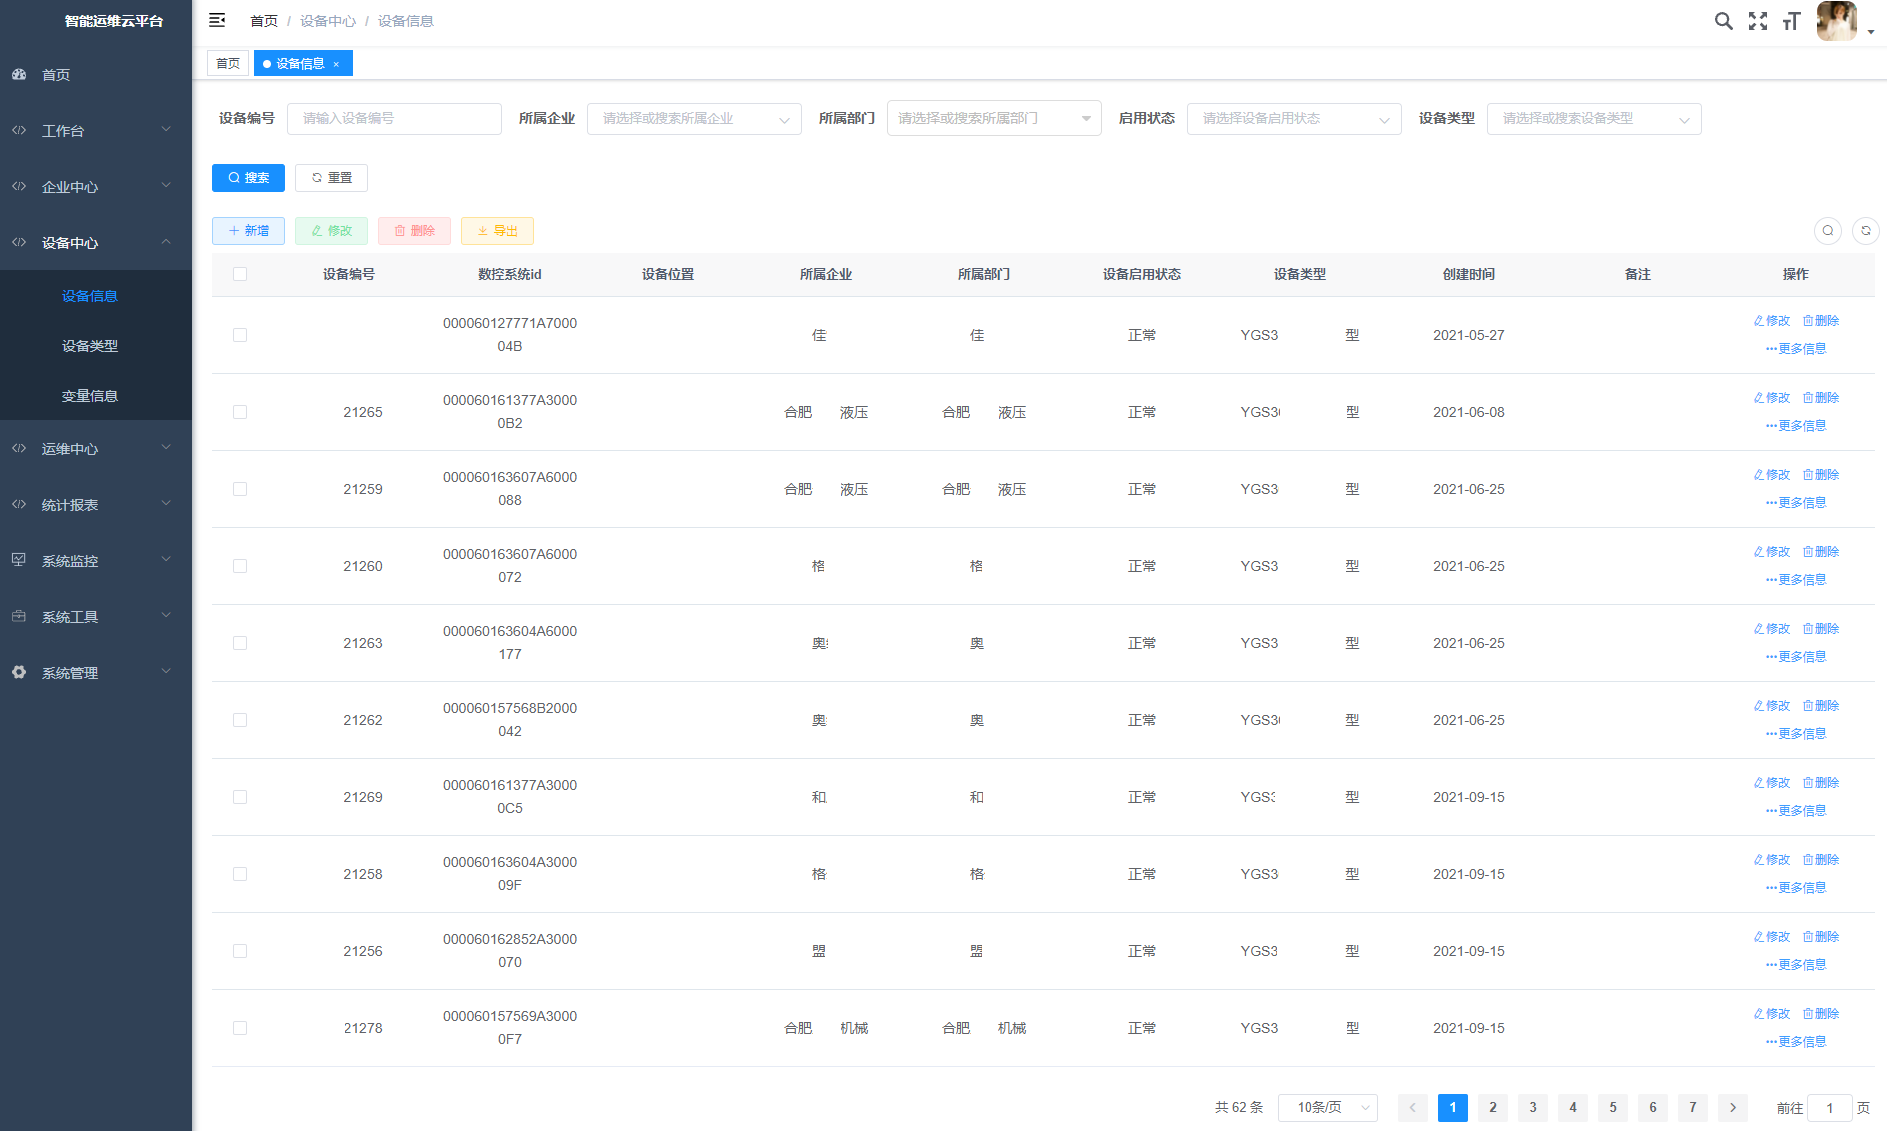 智能运维云平台
首页 / 设备中心 / 设备信息
首页
设备信息 ×
首页
工作台
企业中心
设备中心
设备信息
设备类型
变量信息
运维中心
统计报表
系统监控
系统工具
系统管理
设备编号 请输入设备编号 所属企业 请选择或搜索所属企业 所属部门 请选择或搜索所属部门 启用状态 请选择设备启用状态 设备类型 请选择或搜索设备类型
搜索 重置
新增 修改 删除 导出
设备编号 数控系统id 设备位置 所属企业 所属部门 设备启用状态 设备类型 创建时间 备注 操作
000060127771A7000
04B 佳 佳 正常 YGS3 型 2021-05-27 修改 删除
···更多信息
21265 000060161377A3000
0B2 合肥 液压 合肥 液压 正常 YGS3 型 2021-06-08 修改 删除
···更多信息
21259 000060163607A6000
088 合肥 液压 合肥 液压 正常 YGS3 型 2021-06-25 修改 删除
···更多信息
21260 000060163607A6000
072 格 格 正常 YGS3 型 2021-06-25 修改 删除
···更多信息
21263 000060163604A6000
177 奥 奥 正常 YGS3 型 2021-06-25 修改 删除
···更多信息
21262 000060157568B2000
042 奥 奥 正常 YGS3 型 2021-06-25 修改 删除
···更多信息
21269 000060161377A3000
0C5 和 和 正常 YGS3 型 2021-09-15 修改 删除
···更多信息
21258 000060163604A3000
09F 格 格 正常 YGS3 型 2021-09-15 修改 删除
···更多信息
21256 000060162852A3000
070 盟 盟 正常 YGS3 型 2021-09-15 修改 删除
···更多信息
21278 000060157569A3000
0F7 合肥 机械 合肥 机械 正常 YGS3 型 2021-09-15 修改 删除
···更多信息
共 62 条 10条/页 < 1 2 3 4 5 6 7 > 前往 1 页